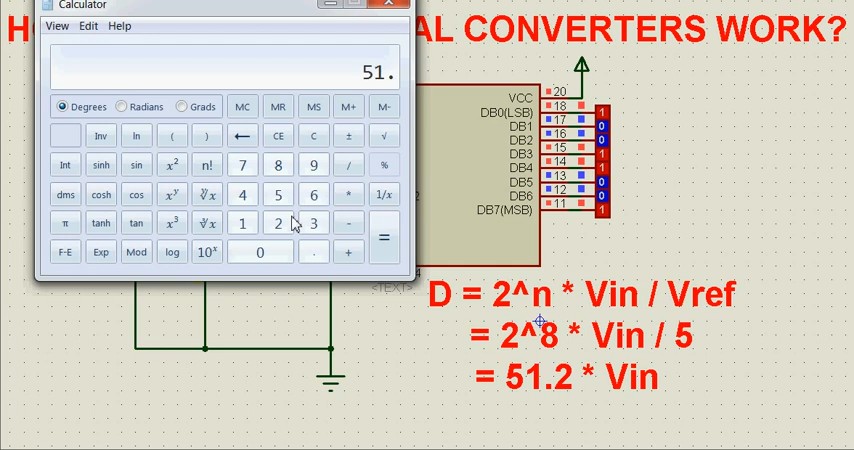 H AL CONVERTERS WORK?
Calculator
View Edit Help
51.
Degrees Radians Grads MC MR MS M+ M-
Inv ln ( ) ← CE C ± √
Int sinh sin x² n! 7 8 9 / %
dms cosh cos xʸ ʸ√x 4 5 6 * 1/x
π tanh tan x³ ³√x 1 2 3 - =
F-E Exp Mod log 10ˣ 0 . +
VCC 20
DB0(LSB) 18 1
DB1 17 0
DB2 16 0
DB3 15 1
DB4 14 1
DB5 13 0
DB6 12 0
DB7(MSB) 11 1
<TEXT>
D = 2^n * Vin / Vref
= 2^8 * Vin / 5
= 51.2 * Vin